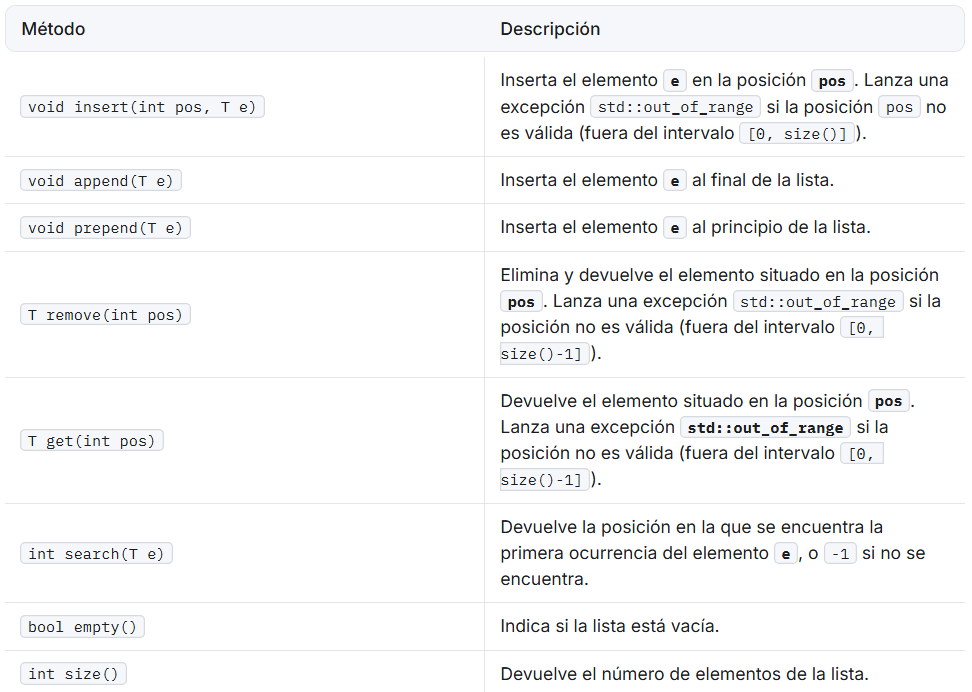 Método Descripción
Inserta el elemento e en la posición pos. Lanza una
void insert(int pos, T e) excepción std::out_of_range si la posición pos no
es válida (fuera del intervalo [0, size()]).
void append(T e) Inserta el elemento e al final de la lista.
void prepend(T e) Inserta el elemento e al principio de la lista.
Elimina y devuelve el elemento situado en la posición
pos. Lanza una excepción std::out_of_range si la
T remove(int pos)
posición no es válida (fuera del intervalo [0,
size()-1]).
Devuelve el elemento situado en la posición pos.
Lanza una excepción std::out_of_range si la
T get(int pos)
posición no es válida (fuera del intervalo [0,
size()-1]).
Devuelve la posición en la que se encuentra la
int search(T e) primera ocurrencia del elemento e, o -1 si no se
encuentra.
bool empty() Indica si la lista está vacía.
int size() Devuelve el número de elementos de la lista.